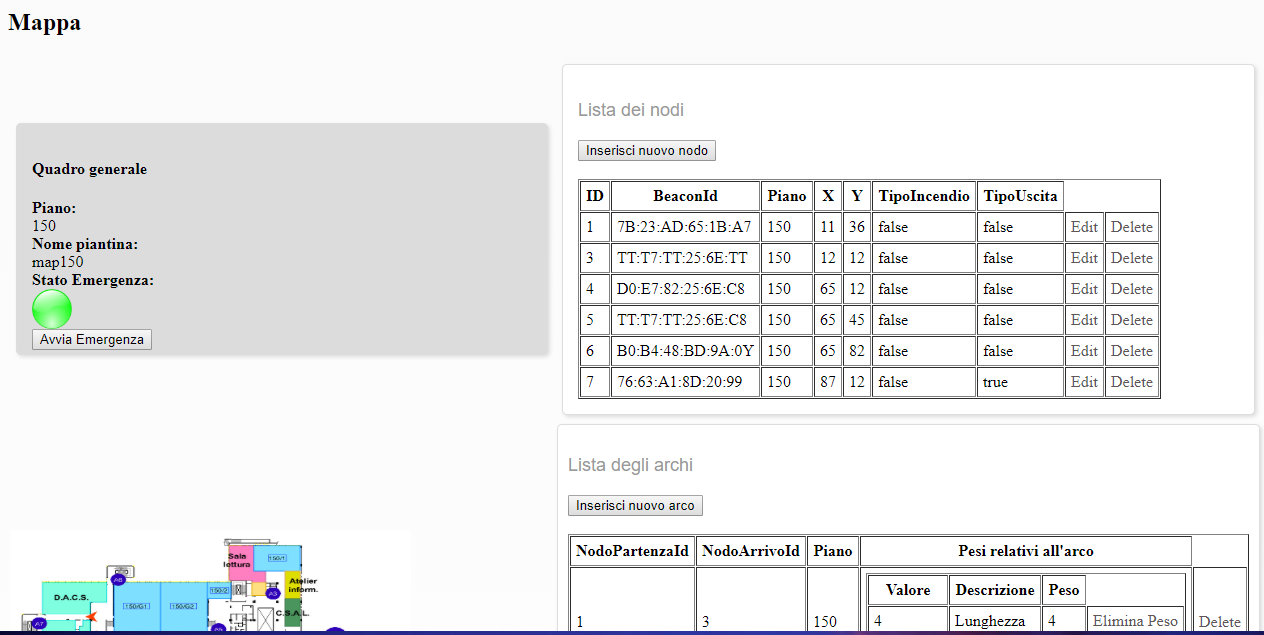 Mappa
Quadro generale
Piano:
150
Nome piantina:
map150
Stato Emergenza:
Avvia Emergenza
Lista dei nodi
Inserisci nuovo nodo
ID BeaconId Piano X Y TipoIncendio TipoUscita
1 7B:23:AD:65:1B:A7 150 11 36 false false Edit Delete
3 TT:T7:TT:25:6E:TT 150 12 12 false false Edit Delete
4 D0:E7:82:25:6E:C8 150 65 12 false false Edit Delete
5 TT:T7:TT:25:6E:C8 150 65 45 false false Edit Delete
6 B0:B4:48:BD:9A:0Y 150 65 82 false false Edit Delete
7 76:63:A1:8D:20:99 150 87 12 false true Edit Delete
Lista degli archi
Inserisci nuovo arco
NodoPartenzaId NodoArrivoId Piano Pesi relativi all'arco
Valore Descrizione Peso
1 3 150 4 Lunghezza 4 Elimina Peso Delete
Sala
lettura
150/1
Atelier
inform.
A6
D.A.C.S.
150/G1
150/G2
150/2
A3
C.S.A.L.
A7